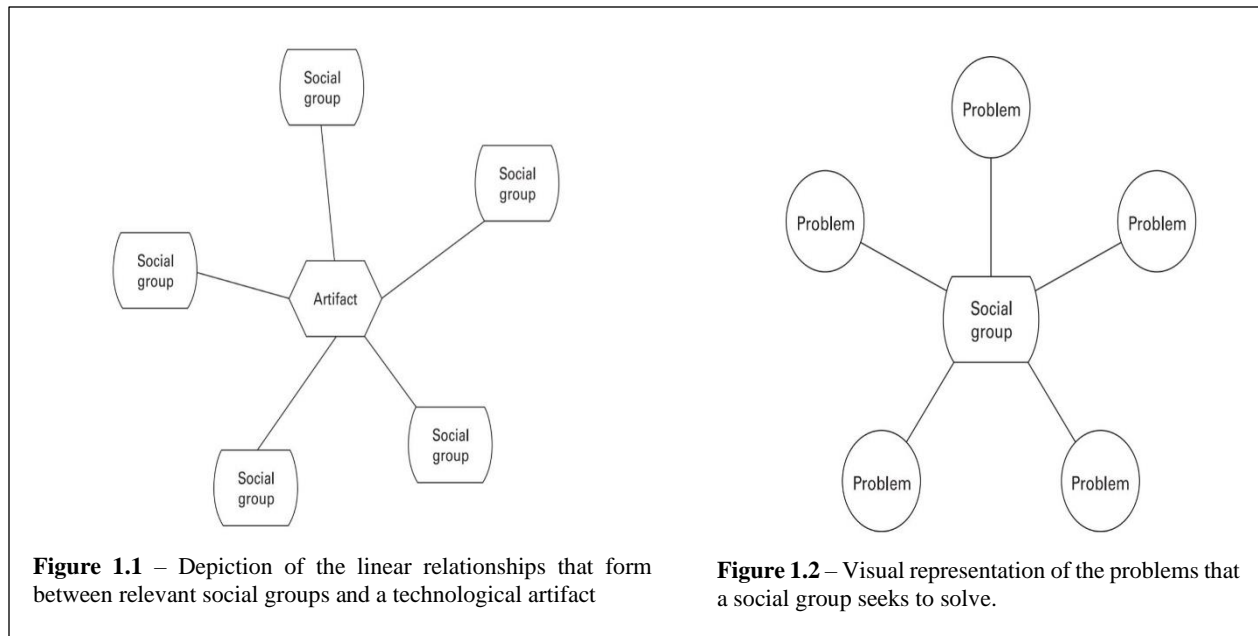 Social
group
Social
group
Social
group
Artifact
Social
group
Social
group
Figure 1.1 – Depiction of the linear relationships that form
between relevant social groups and a technological artifact
Problem
Problem
Problem
Social
group
Problem
Problem
Figure 1.2 – Visual representation of the problems that
a social group seeks to solve.